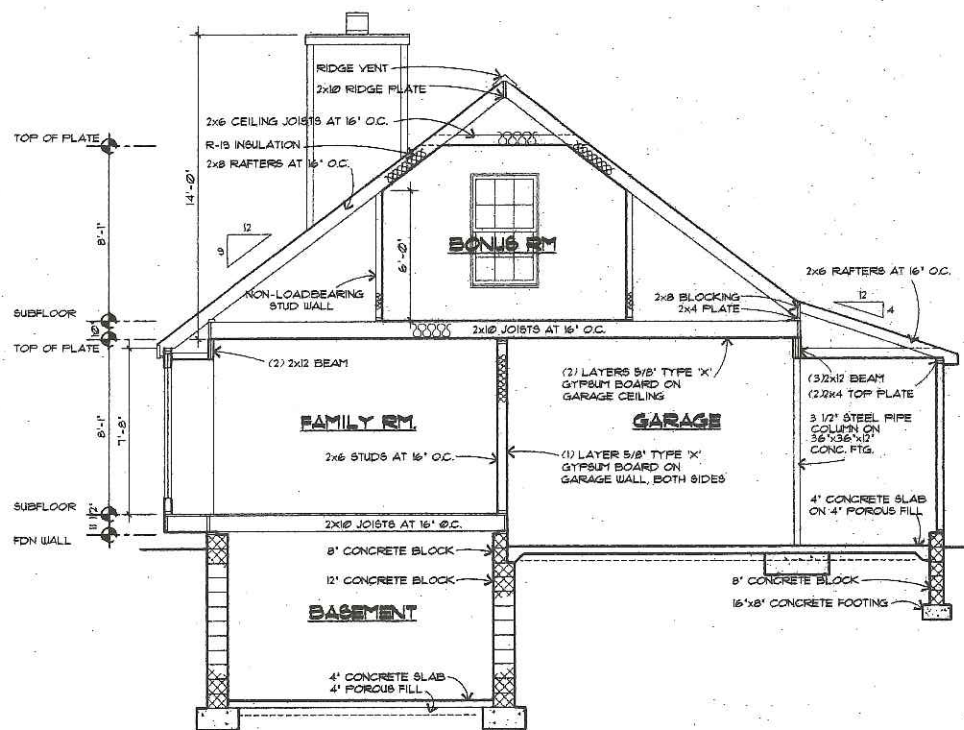 RIDGE VENT
2x10 RIDGE PLATE
2x6 CEILING JOISTS AT 16" O.C.
TOP OF PLATE
R-19 INSULATION
2x8 RAFTERS AT 16" O.C.
14'-0"
8'-1"
12
9
BONUS RM
6'-0"
2x6 RAFTERS AT 16" O.C.
NON-LOADBEARING
STUD WALL
2x8 BLOCKING
2x4 PLATE
12
4
SUBFLOOR
10"
2x10 JOISTS AT 16" O.C.
TOP OF PLATE
(2) 2x12 BEAM
(2) LAYERS 5/8" TYPE 'X'
GYPSUM BOARD ON
GARAGE CEILING
(3)2x12 BEAM
(2)2x4 TOP PLATE
8'-1"
7'-8"
FAMILY RM.
GARAGE
3 1/2" STEEL PIPE
COLUMN ON
36"x36"x12"
CONC. FTG.
2x6 STUDS AT 16" O.C.
(1) LAYER 5/8" TYPE 'X'
GYPSUM BOARD ON
GARAGE WALL, BOTH SIDES
SUBFLOOR
11 1/2"
2X10 JOISTS AT 16" O.C.
4" CONCRETE SLAB
ON 4" POROUS FILL
FDN WALL
8" CONCRETE BLOCK
12" CONCRETE BLOCK
8" CONCRETE BLOCK
16"x8" CONCRETE FOOTING
BASEMENT
4" CONCRETE SLAB
4" POROUS FILL